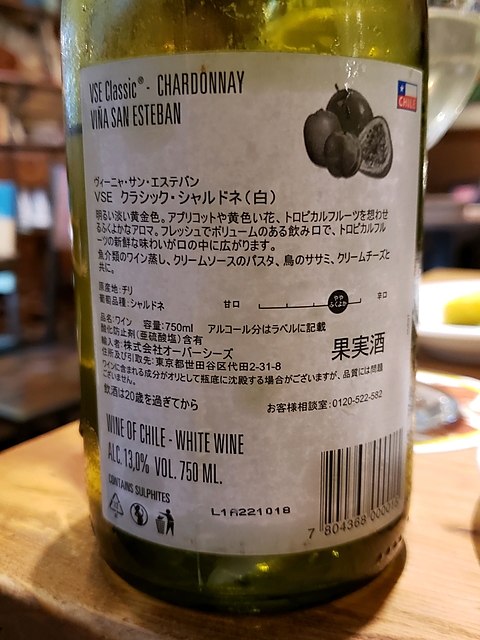 VSE Classic® - CHARDONNAY
VIÑA SAN ESTEBAN
CHILE
ヴィーニャ・サン・エステバン
VSE クラシック・シャルドネ(白)
明るい淡い黄金色。アプリコットや黄色い花、トロピカルフルーツを想わせ
るふくよかなアロマ。フレッシュでボリュームのある飲み口で、トロピカルフル
ーツの新鮮な味わいが口の中に広がります。
魚介類のワイン蒸し、クリームソースのパスタ、鳥のササミ、クリームチーズと
共に。
原産地:チリ
葡萄品種:シャルドネ
甘口 やや ふくよか 辛口
品名:ワイン 容量:750ml アルコール分はラベルに記載
酸化防止剤(亜硫酸塩)含有
輸入者:株式会社オーバーシーズ
住所及び引取先:東京都世田谷区代田2-31-8
果実酒
ワインに含まれる成分がオリとして瓶底に沈殿する場合がございますが、品質には問題
ございません。
飲酒は20歳を過ぎてから
お客様相談室:0120-522-582
WINE OF CHILE - WHITE WINE
ALC. 13,0% VOL. 750 ML.
CONTAINS SULPHITES
L1A221018
7 804368 000015